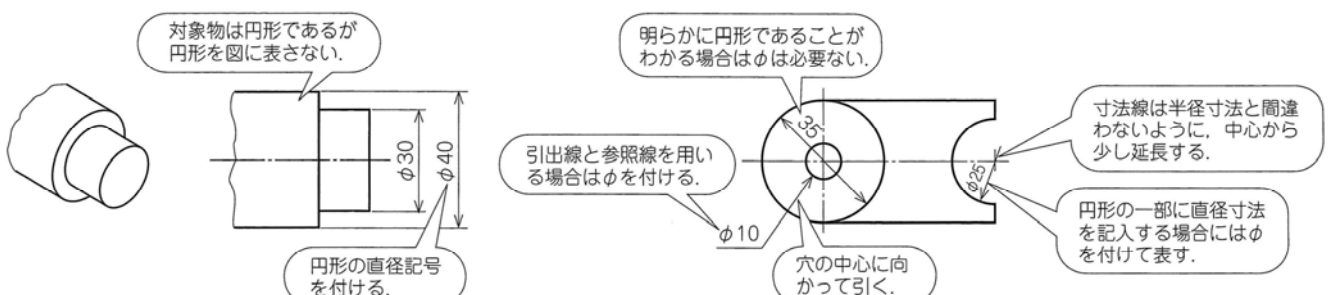 対象物は円形であるが
円形を図に表さない.
φ30
φ40
円形の直径記号
を付ける.
明らかに円形であることが
わかる場合はφは必要ない.
35
引出線と参照線を用い
る場合はφを付ける.
φ10
穴の中心に向
かって引く.
φ25
寸法線は半径寸法と間違
わないように，中心から
少し延長する.
円形の一部に直径寸法
を記入する場合にはφ
を付けて表す.